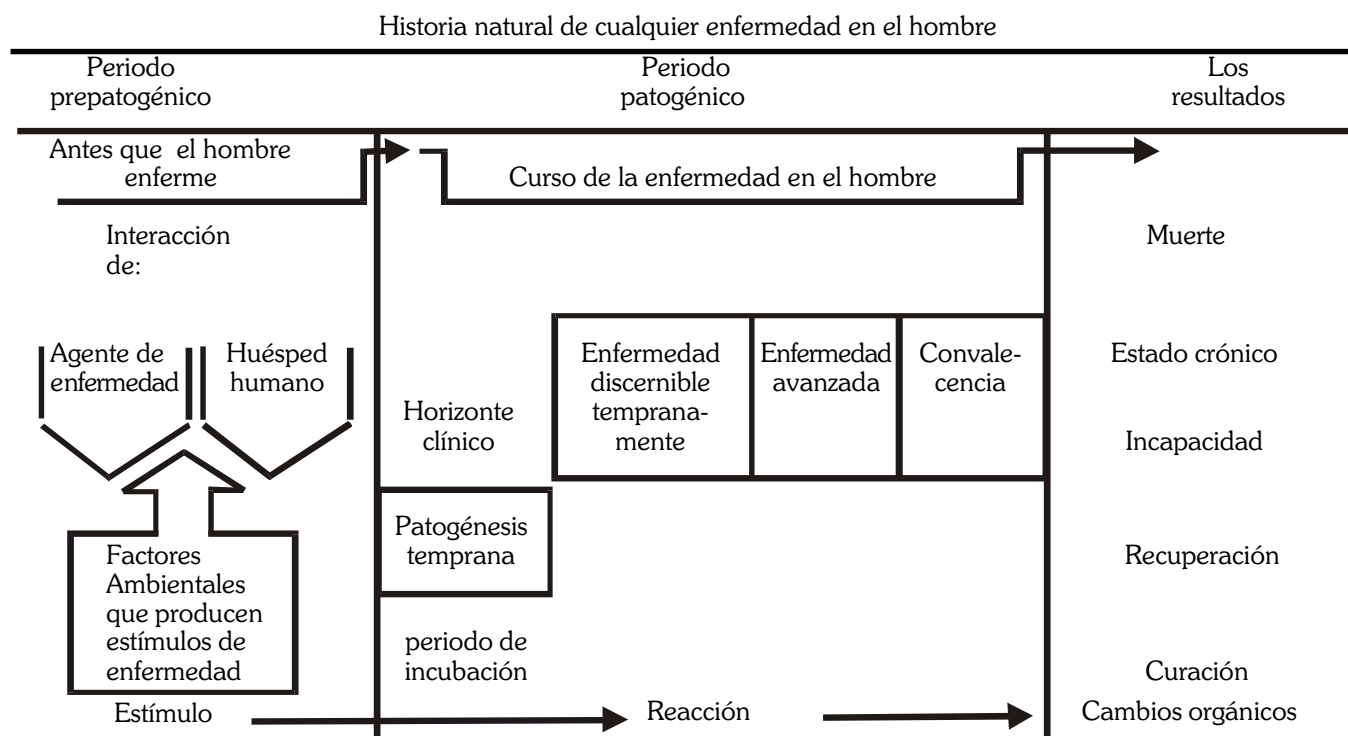 Historia natural de cualquier enfermedad en el hombre
Periodo
prepatogénico
Periodo
patogénico
Los
resultados
Antes que el hombre
enferme
Curso de la enfermedad en el hombre
Interacción
de:
Muerte
Agente de
enfermedad
Huésped
humano
Horizonte
clínico
Enfermedad
discernible
temprana-
mente
Enfermedad
avanzada
Convale-
cencia
Estado crónico
Incapacidad
Factores
Ambientales
que producen
estímulos de
enfermedad
Patogénesis
temprana
Recuperación
periodo de
incubación
Curación
Estímulo
Reacción
Cambios orgánicos